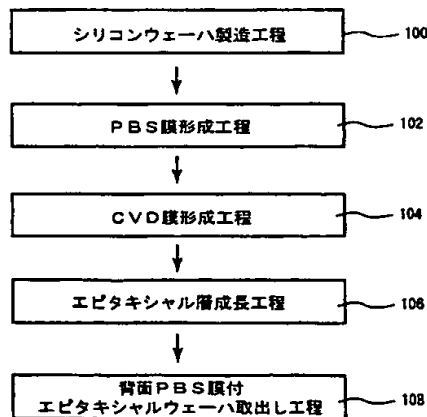 シリコンウェーハ製造工程
100
PBS膜形成工程
102
CVD膜形成工程
104
エピタキシャル層成長工程
106
背面PBS膜付
エピタキシャルウェーハ取出し工程
108